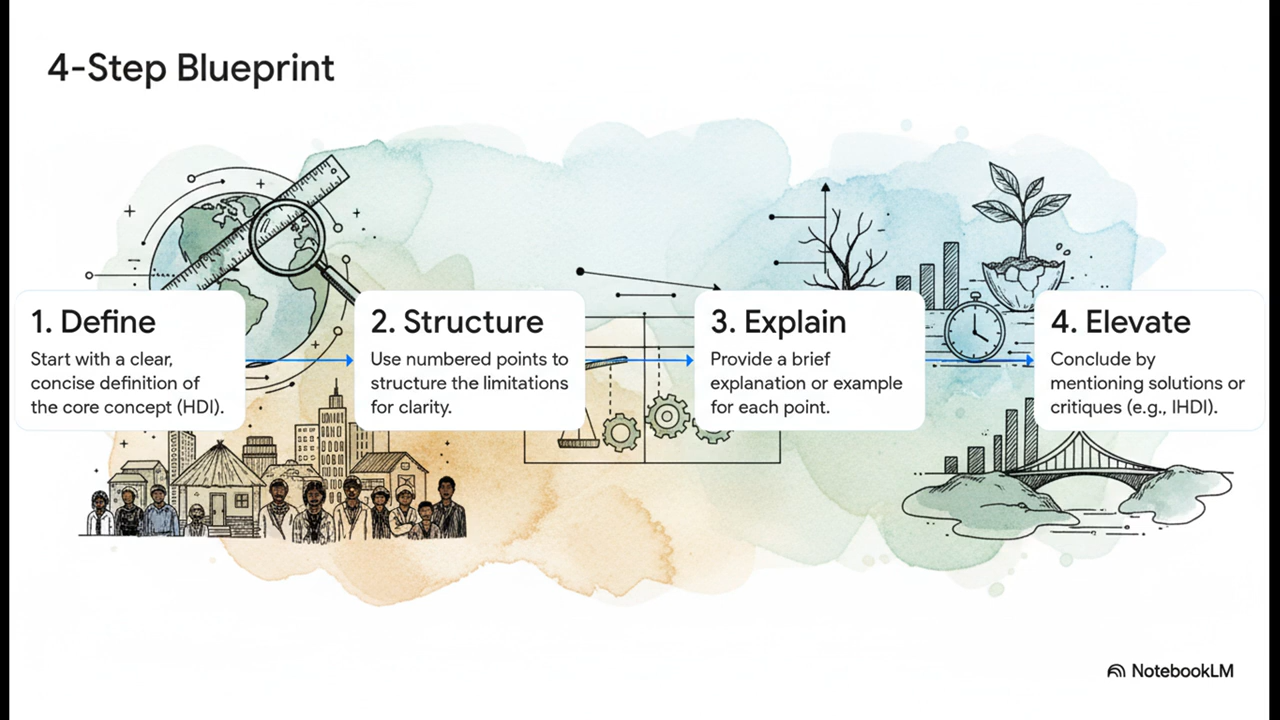 4-Step Blueprint
1. Define
Start with a clear,
concise definition of
the core concept (HDI).
2. Structure
Use numbered points to
structure the limitations
for clarity.
3. Explain
Provide a brief
explanation or example
for each point.
4. Elevate
Conclude by
mentioning solutions or
critiques (e.g., IHDI).
NotebookLM